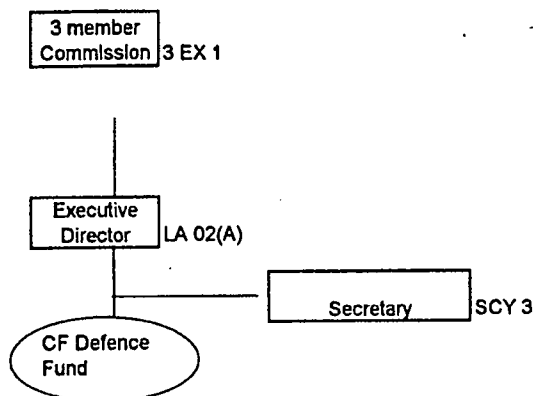 3 member
Commission 3 EX 1
Executive
Director LA 02(A)
Secretary SCY 3
CF Defence
Fund